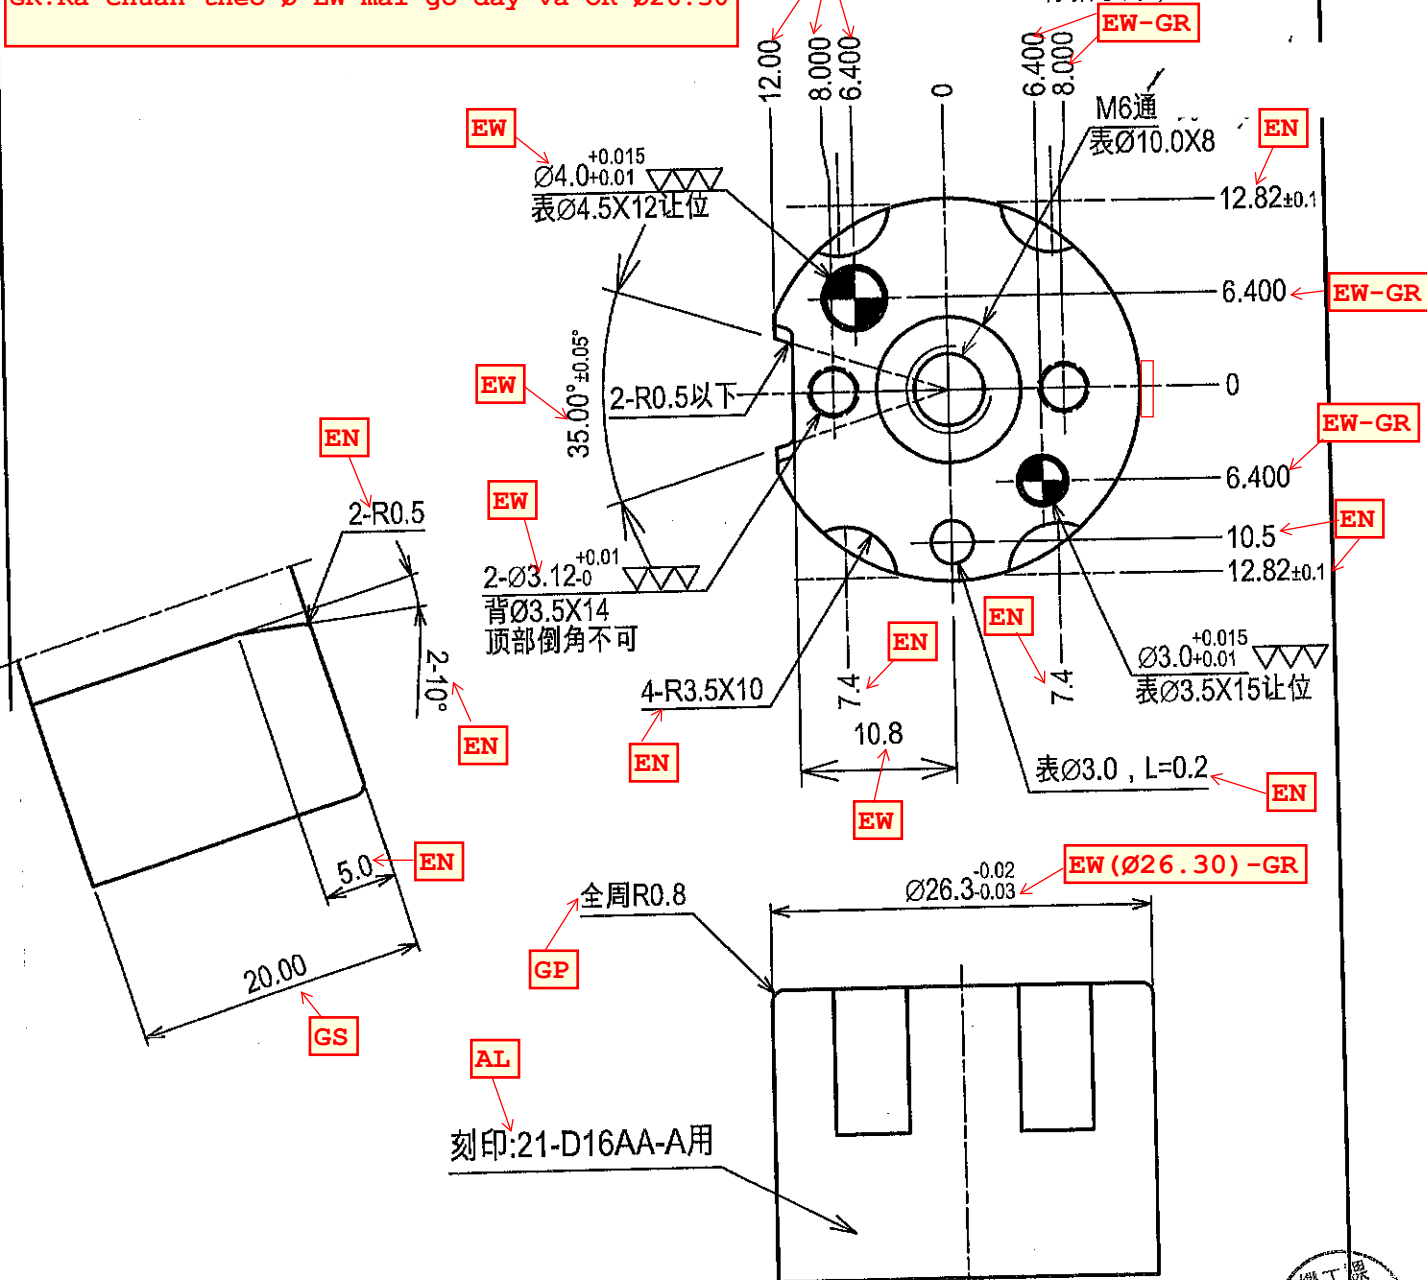 EW-GR
12.00
8.000
6.400
0
6.400
8.000
M6通
表Ø10.0X8
EW
EN
Ø4.0+0.015+0.01
表Ø4.5X12让位
12.82±0.1
6.400
EW-GR
EW
35.00°±0.05°
2-R0.5以下
0
EW-GR
EN
6.400
2-R0.5
EW
EN
10.5
2-Ø3.12+0.01-0
12.82±0.1
背Ø3.5X14
顶部倒角不可
EN
EN
Ø3.0+0.015+0.01
表Ø3.5X15让位
2-10°
4-R3.5X10
7.4
7.4
EN
EN
10.8
表Ø3.0 , L=0.2
EN
EW
5.0
EN
EW(Ø26.30)-GR
全周R0.8
Ø26.3-0.02-0.03
GP
20.00
GS
AL
刻印:21-D16AA-A用